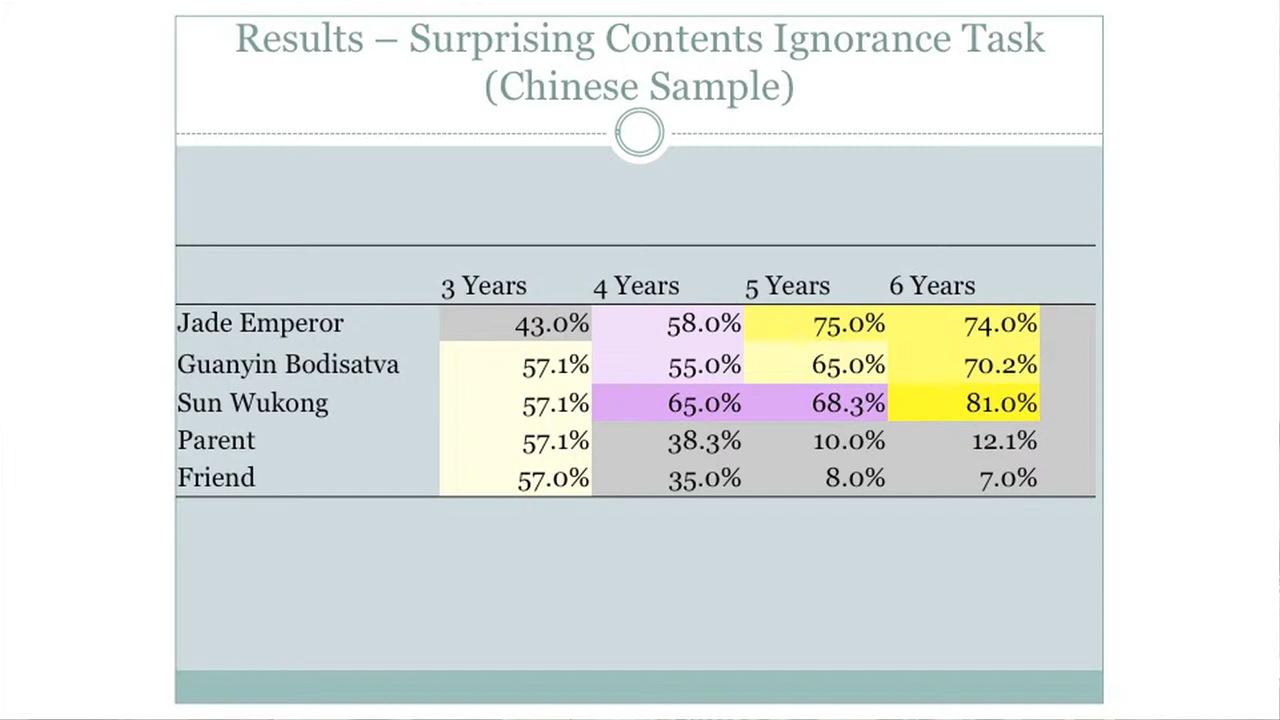 Results – Surprising Contents Ignorance Task
(Chinese Sample)
3 Years 4 Years 5 Years 6 Years
Jade Emperor 43.0% 58.0% 75.0% 74.0%
Guanyin Bodisatva 57.1% 55.0% 65.0% 70.2%
Sun Wukong 57.1% 65.0% 68.3% 81.0%
Parent 57.1% 38.3% 10.0% 12.1%
Friend 57.0% 35.0% 8.0% 7.0%